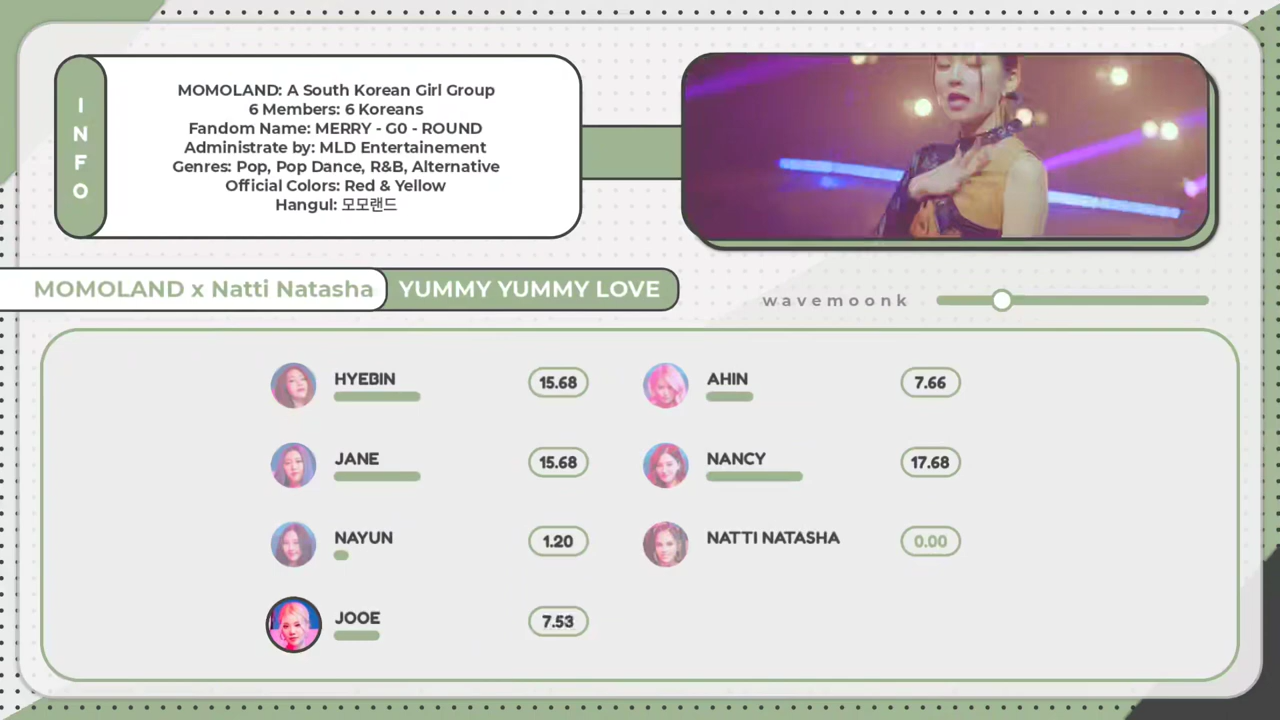 INFO
MOMOLAND: A South Korean Girl Group
6 Members: 6 Koreans
Fandom Name: MERRY - G0 - ROUND
Administrate by: MLD Entertainement
Genres: Pop, Pop Dance, R&B, Alternative
Official Colors: Red & Yellow
Hangul: 모모랜드
MOMOLAND x Natti Natasha YUMMY YUMMY LOVE
wavemoonk
HYEBIN 15.68
JANE 15.68
NAYUN 1.20
JOOE 7.53
AHIN 7.66
NANCY 17.68
NATTI NATASHA 0.00